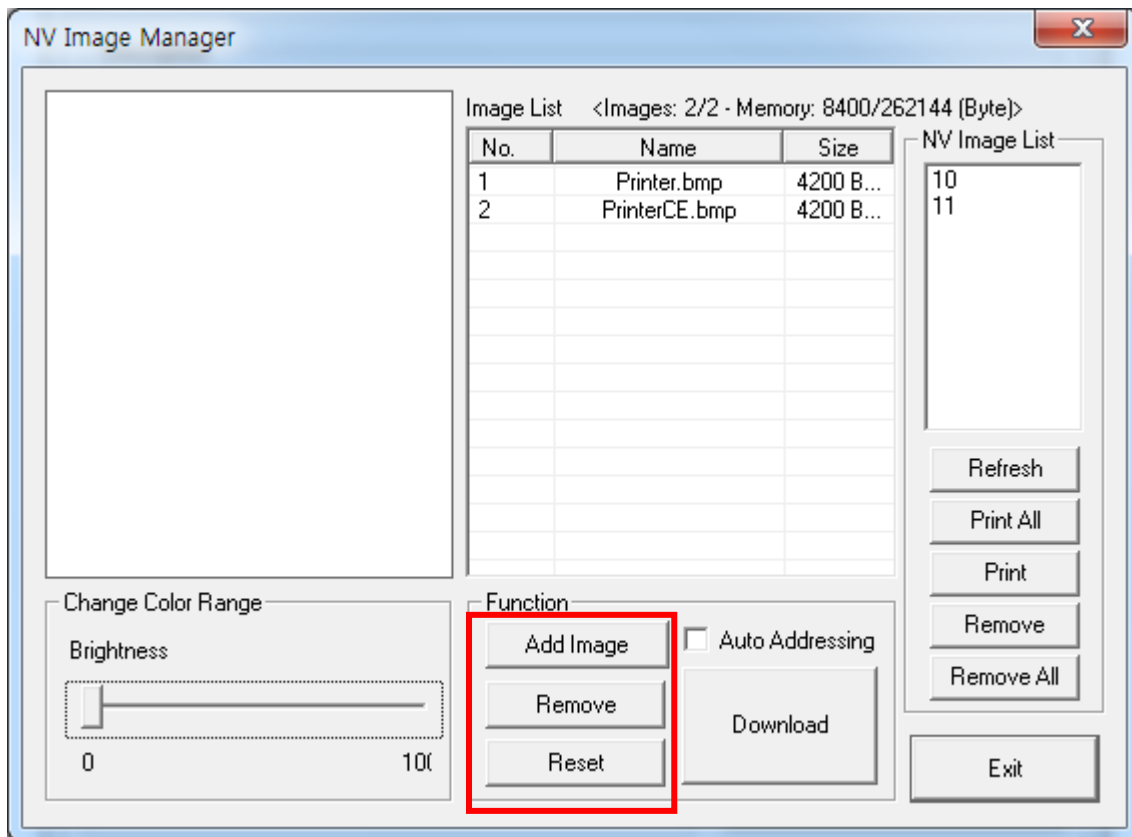 NV Image Manager
Image List <Images: 2/2 - Memory: 8400/262144 (Byte)>
No. Name Size
1 Printer.bmp 4200 B...
2 PrinterCE.bmp 4200 B...
NV Image List
10
11
Refresh
Print All
Print
Remove
Remove All
Change Color Range
Brightness
0 100
Function
Add Image
Remove
Reset
Auto Addressing
Download
Exit